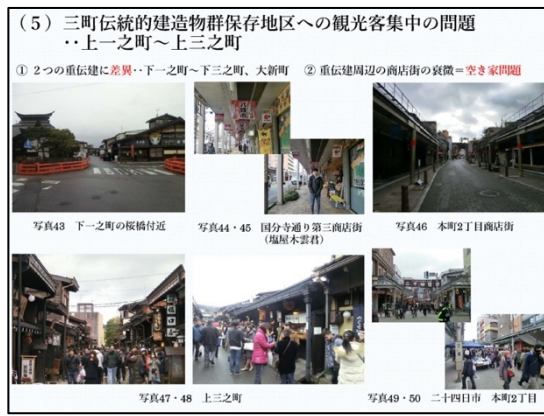 (5)三町伝統的建造物群保存地区への観光客集中の問題
‥上一之町〜上三之町
① 2つの重伝建に差異‥下一之町〜下三之町、大新町
② 重伝建周辺の商店街の衰微=空き家問題
写真43 下一之町の桜橋付近
写真44・45 国分寺通り第三商店街
(塩屋木雲君)
写真46 本町2丁目商店街
写真47・48 上三之町
写真49・50 二十四日市 本町2丁目